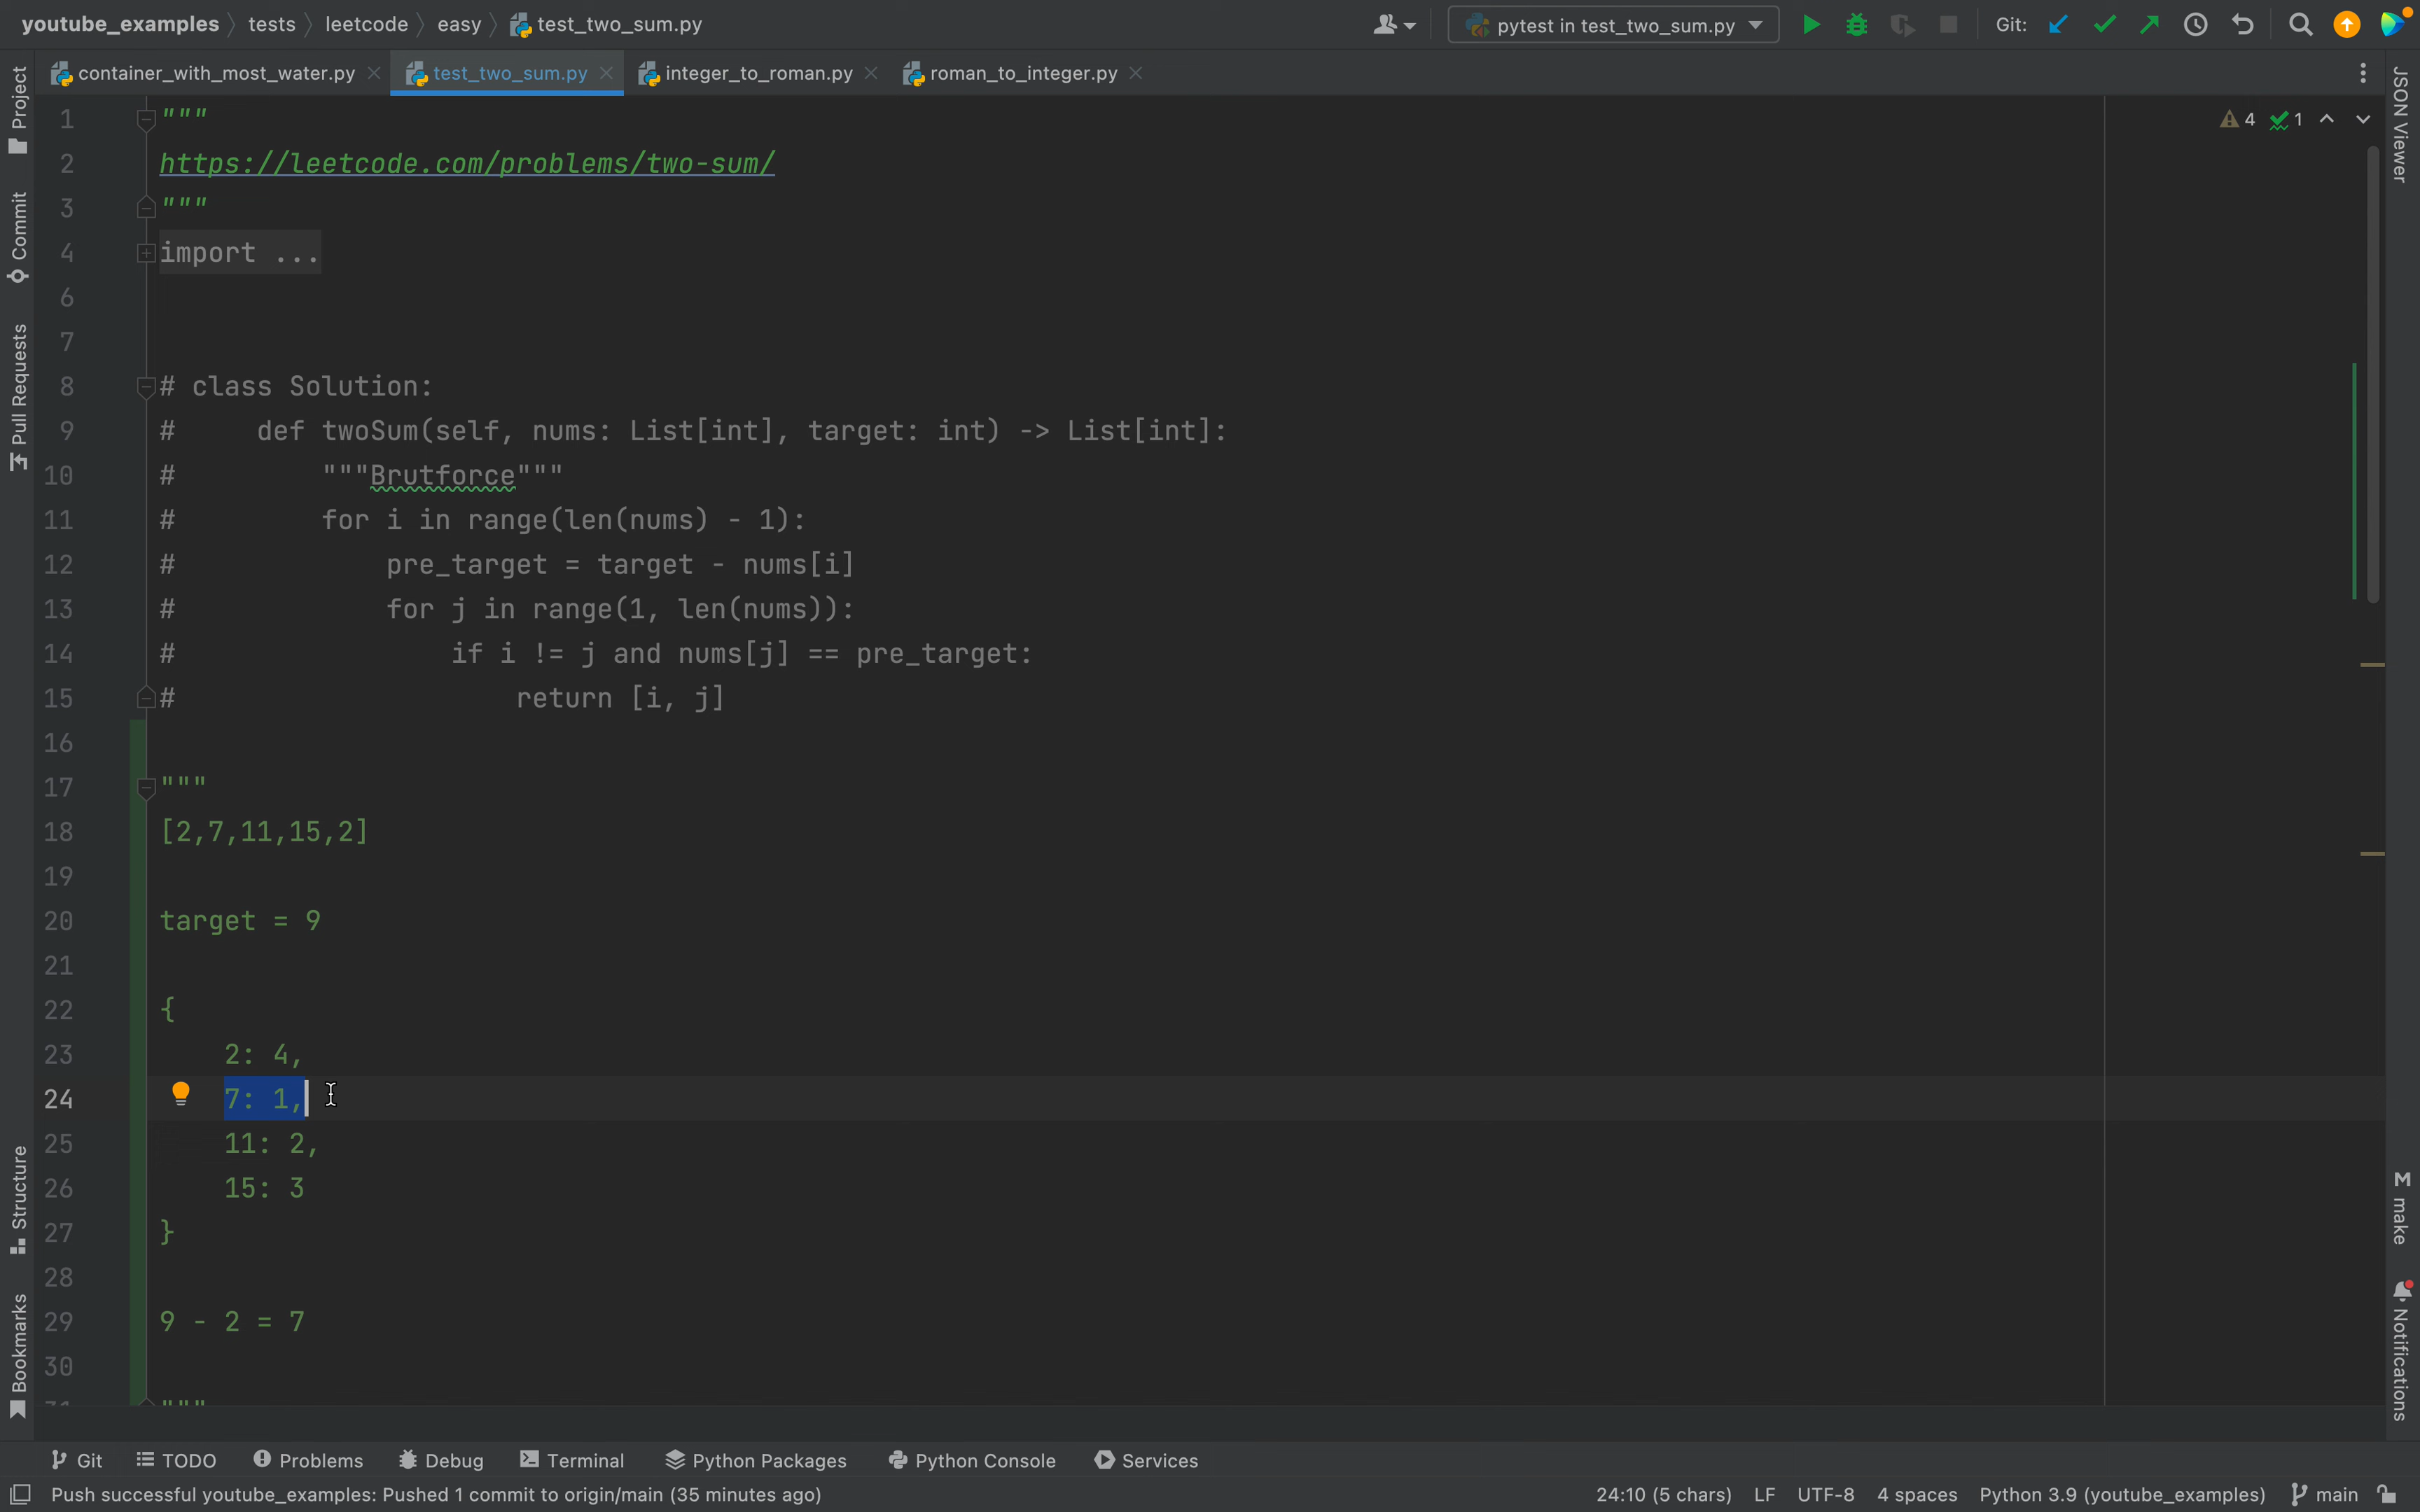 youtube_examples tests leetcode easy test_two_sum.py pytest in test_two_sum.py Git:
container_with_most_water.py test_two_sum.py integer_to_roman.py roman_to_integer.py
Project
Commit
Pull Requests
Structure
Bookmarks
1 """
2 https://leetcode.com/problems/two-sum/
3 """
4 import ...
6
7
8 # class Solution:
9 #     def twoSum(self, nums: List[int], target: int) -> List[int]:
10 #         """Brutforce"""
11 #         for i in range(len(nums) - 1):
12 #             pre_target = target - nums[i]
13 #             for j in range(1, len(nums)):
14 #                 if i != j and nums[j] == pre_target:
15 #                     return [i, j]
16
17 """
18 [2,7,11,15,2]
19
20 target = 9
21
22 {
23     2: 4,
24     7: 1,
25     11: 2,
26     15: 3
27 }
28
29 9 - 2 = 7
30
31 """
4 1
JSON Viewer
M make
Notifications
Git TODO Problems Debug Terminal Python Packages Python Console Services
Push successful youtube_examples: Pushed 1 commit to origin/main (35 minutes ago) 24:10 (5 chars) LF UTF-8 4 spaces Python 3.9 (youtube_examples) main